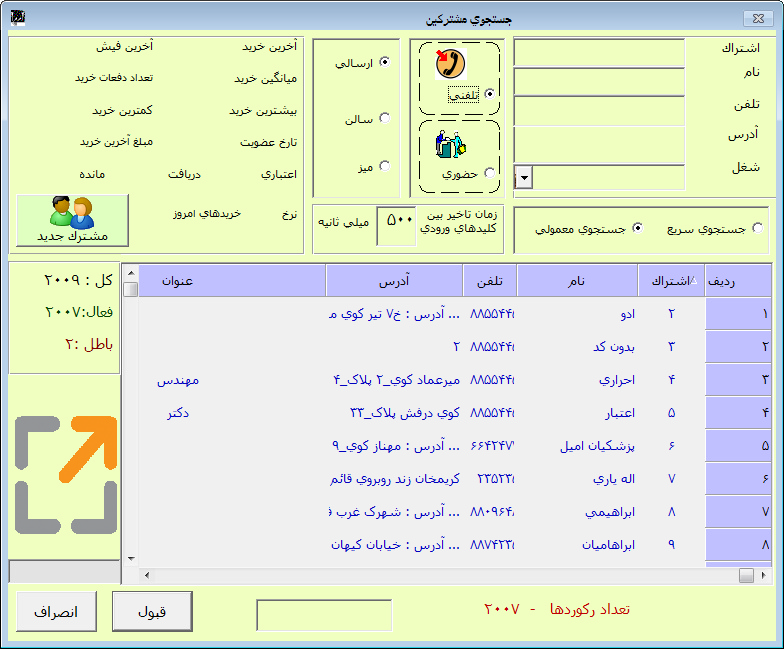 جستجوي مشتركين
اشتراك
نام
تلفن
آدرس
شغل
تلفني
حضوري
ارسالي
سالن
ميز
آخرين خريد
آخرين فيش
ميانگين خريد
تعداد دفعات خريد
بيشترين خريد
كمترين خريد
تارخ عضويت
مبلغ آخرين خريد
اعتباري
دريافت
مانده
نرخ
خريدهاي امروز
مشترك جديد
جستجوي سريع
جستجوي معمولي
زمان تاخير بين
كليدهاي ورودي
۵۰۰
ميلي ثانيه
كل : ۲۰۰۹
فعال:۲۰۰۷
باطل :۲
رديف اشتراك نام تلفن آدرس عنوان
۱ ۲ ادو ۸۸۵۵۴۴ آدرس : خ۷ تير كوي م ...
۲ ۳ بدون كد ۸۸۵۵۴۴ ۲
۳ ۴ احراري ۸۸۵۵۴۴ ميرعماد كوي_۲ پلاك_۴ مهندس
۴ ۵ اعتبار ۸۸۵۵۴۴ كوي درفش پلاك_۳۳ دكتر
۵ ۶ پزشكيان اميل ۶۶۴۲۴۷ آدرس : مهناز كوي_۹ ...
۶ ۷ اله ياري ۲۳۵۲۳ كريمخان زند روبروي قائم
۷ ۸ ابراهيمي ۸۸۰۹۶۴ آدرس : شهرك غرب ف ...
۸ ۹ ابراهاميان ۸۸۷۴۲۳ آدرس : خيابان كيهان ...
تعداد ركوردها - ۲۰۰۷
قبول
انصراف